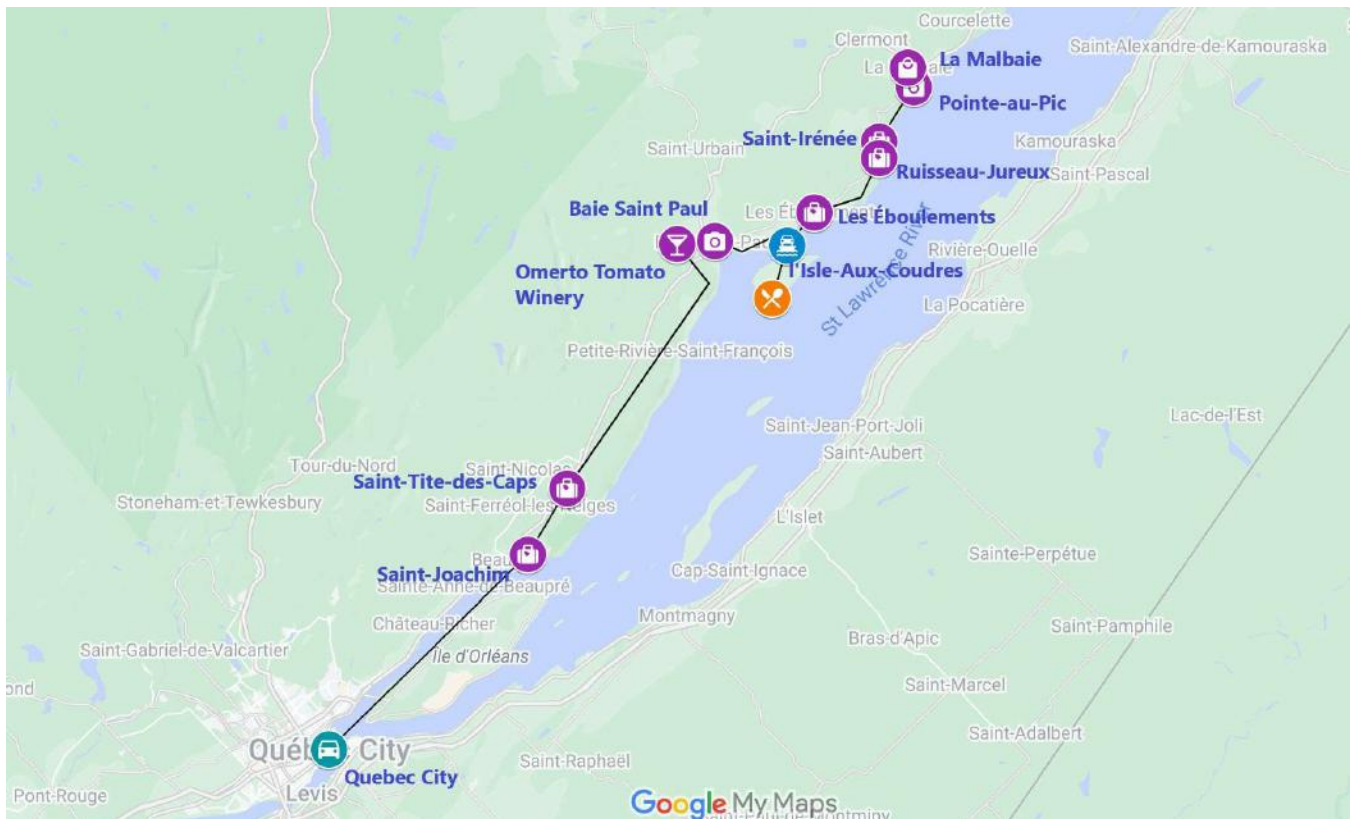 Courcelette
Clermont
Saint-Alexandre-de-Kamouraska
La Malbaie
Pointe-au-Pic
Saint-Irénée
Saint-Urbain
Kamouraska
Saint-Pascal
Ruisseau-Jureux
Baie Saint Paul
Les Éboulements
Rivière-Ouelle
Omerto Tomato
Winery
l'Isle-Aux-Coudres
St Lawrence River
La Pocatière
Petite-Rivière-Saint-François
Lac-de-l'Est
Saint-Jean-Port-Joli
Saint-Aubert
Tour-du-Nord
Saint-Nicolas
Saint-Tite-des-Caps
Stoneham-et-Tewkesbury
Saint-Ferréol-les-Neiges
L'Islet
Sainte-Perpétue
Saint-Joachim
Sainte-Anne-de-Beaupré
Cap-Saint-Ignace
Château-Richer
Montmagny
Saint-Pamphile
Bras-d'Apic
Saint-Gabriel-de-Valcartier
Île d'Orléans
Saint-Marcel
Saint-Adalbert
Québec City
Quebec City
Saint-Raphaël
Levis
Pont-Rouge
Google My Maps